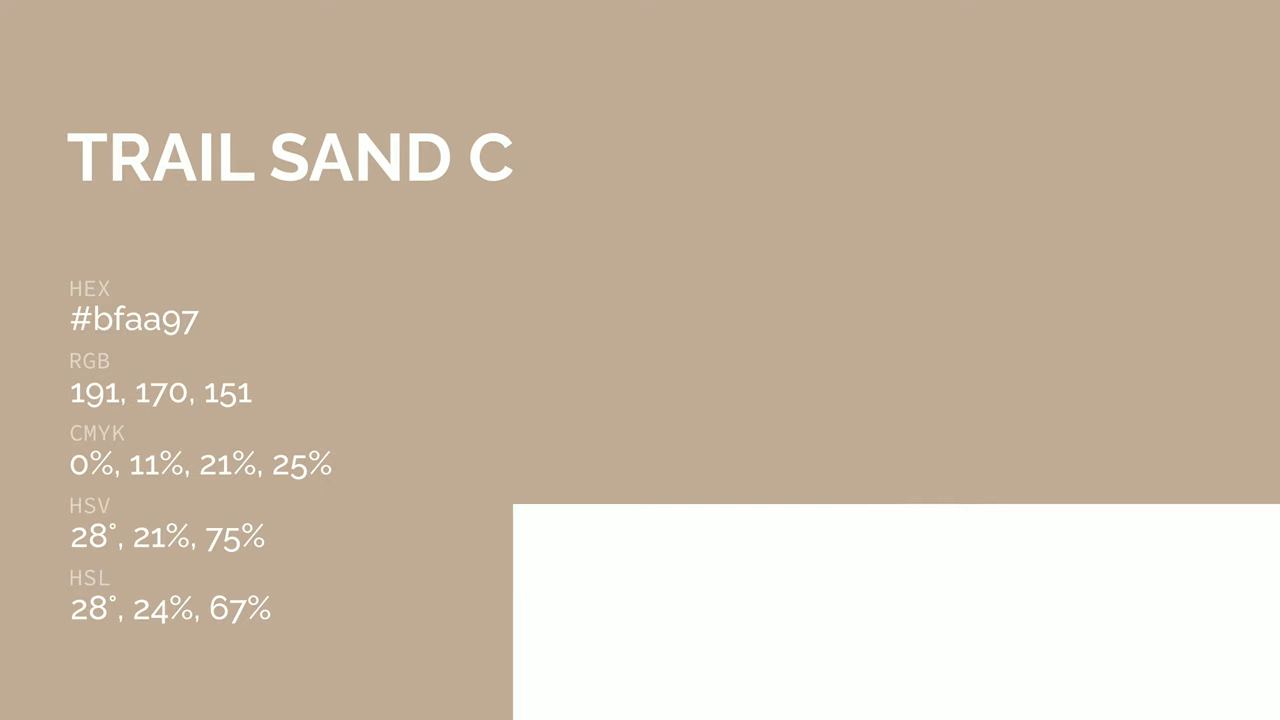 TRAIL SAND C
HEX
#bfaa97
RGB
191, 170, 151
CMYK
0%, 11%, 21%, 25%
HSV
28°, 21%, 75%
HSL
28°, 24%, 67%